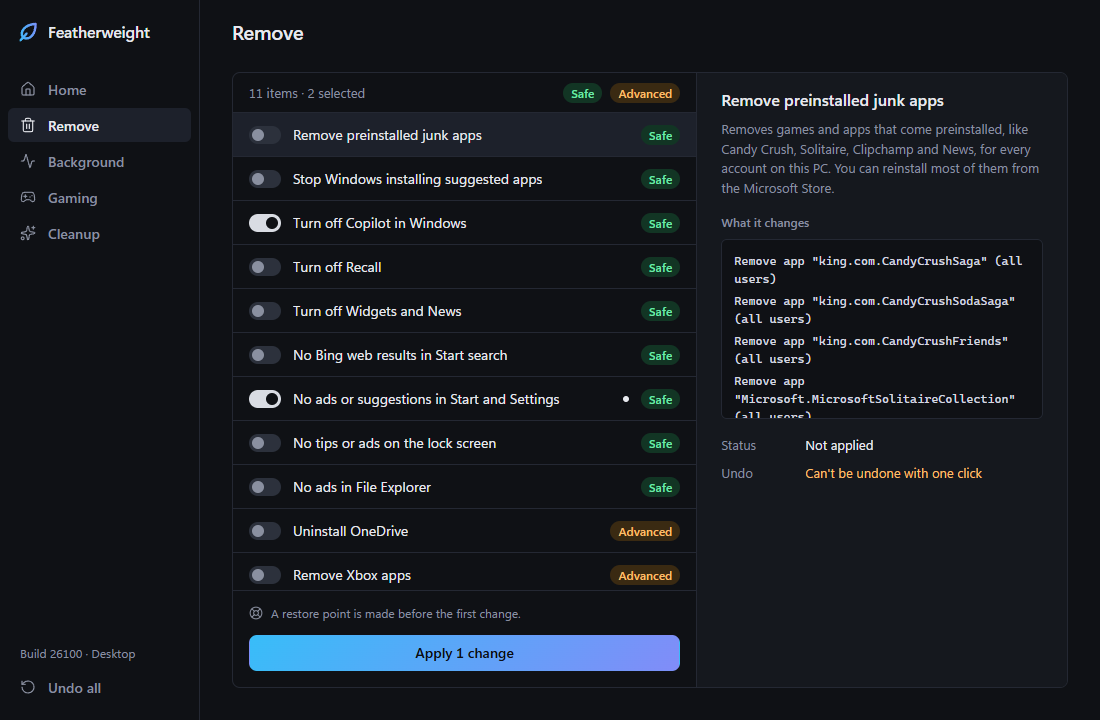 Featherweight
Home
Remove
Background
Gaming
Cleanup
Build 26100 · Desktop
Undo all
Remove
11 items · 2 selected
Safe
Advanced
Remove preinstalled junk apps
Safe
Stop Windows installing suggested apps
Safe
Turn off Copilot in Windows
Safe
Turn off Recall
Safe
Turn off Widgets and News
Safe
No Bing web results in Start search
Safe
No ads or suggestions in Start and Settings
Safe
No tips or ads on the lock screen
Safe
No ads in File Explorer
Safe
Uninstall OneDrive
Advanced
Remove Xbox apps
Advanced
A restore point is made before the first change.
Apply 1 change
Remove preinstalled junk apps
Removes games and apps that come preinstalled, like
Candy Crush, Solitaire, Clipchamp and News, for every
account on this PC. You can reinstall most of them from
the Microsoft Store.
What it changes
Remove app "king.com.CandyCrushSaga" (all
users)
Remove app "king.com.CandyCrushSodaSaga"
(all users)
Remove app "king.com.CandyCrushFriends"
(all users)
Remove app
"Microsoft.MicrosoftSolitaireCollection"
(all users)
Status
Not applied
Undo
Can't be undone with one click